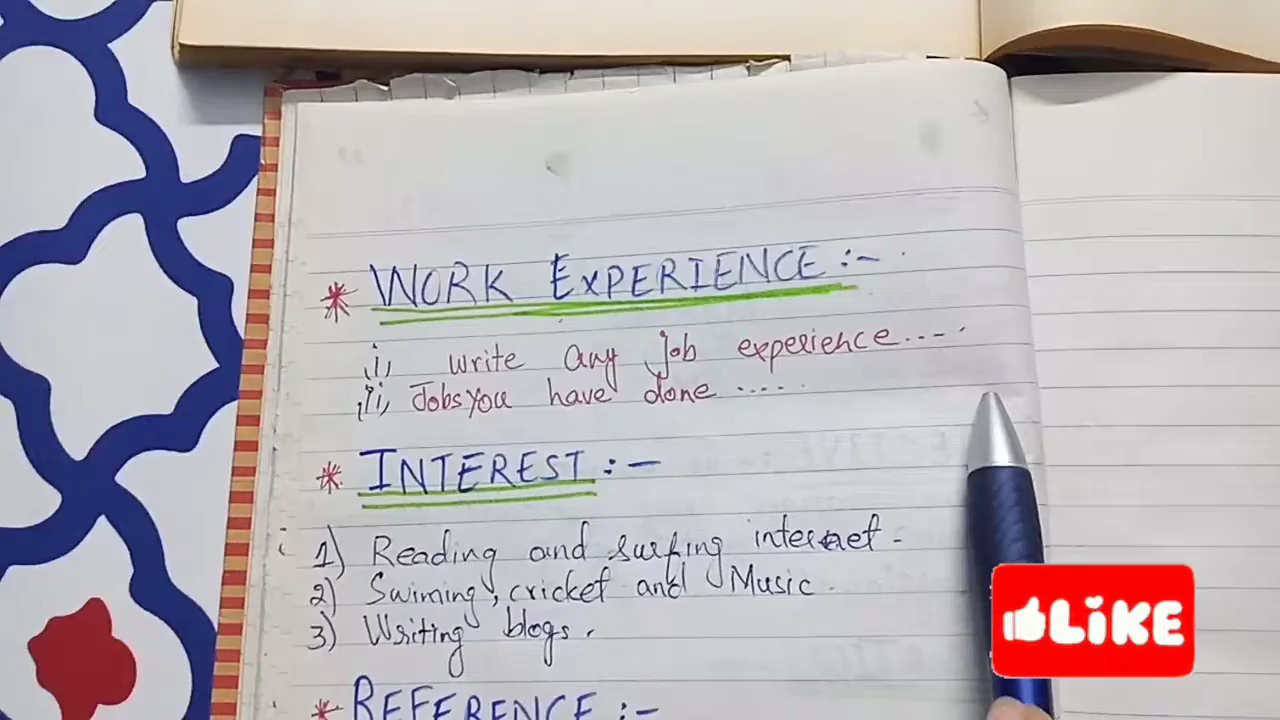 * WORK EXPERIENCE :-
i, write any job experience....
ii, Jobs you have done ....
* INTEREST :-
1) Reading and surfing internet.
2) Swiming, cricket and Music.
3) Writing blogs.
* REFERENCE :-
LiKE